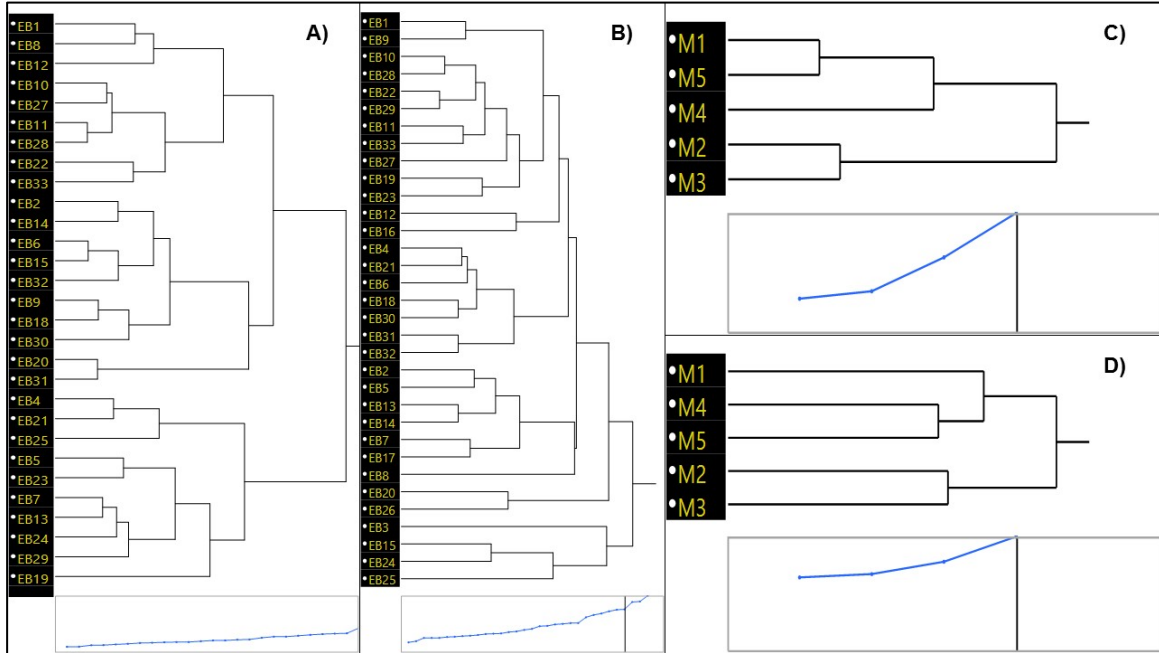 A)
EB1
EB8
EB12
EB10
EB27
EB11
EB28
EB22
EB33
EB2
EB14
EB6
EB15
EB32
EB9
EB18
EB30
EB20
EB31
EB4
EB21
EB25
EB5
EB23
EB7
EB13
EB24
EB29
EB19
B)
EB1
EB9
EB10
EB28
EB22
EB29
EB11
EB33
EB27
EB19
EB23
EB12
EB16
EB4
EB21
EB6
EB18
EB30
EB31
EB32
EB2
EB5
EB13
EB14
EB7
EB17
EB8
EB20
EB26
EB3
EB15
EB24
EB25
C)
M1
M5
M4
M2
M3
D)
M1
M4
M5
M2
M3